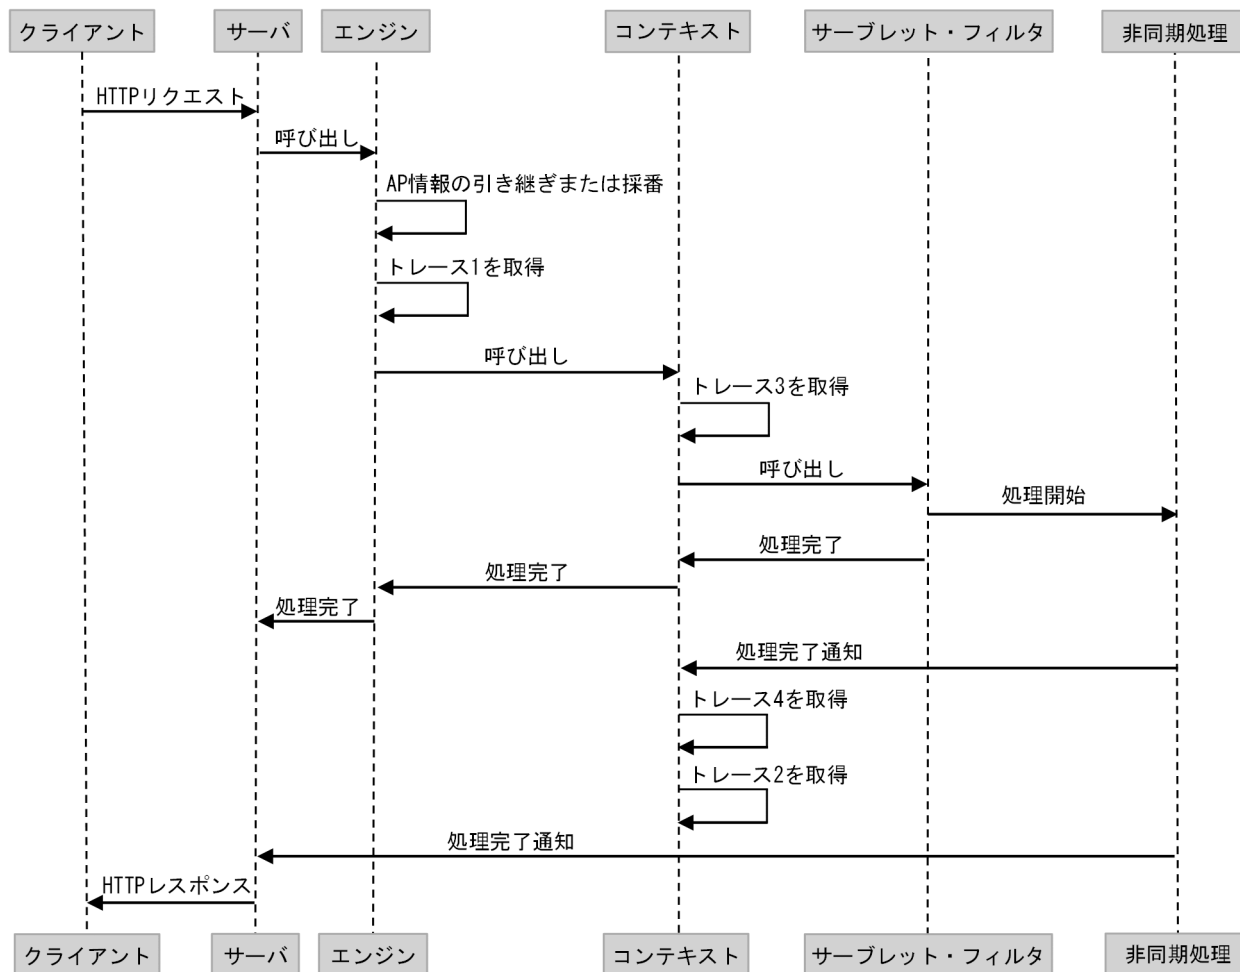 クライアント
サーバ
エンジン
コンテキスト
サーブレット・フィルタ
非同期処理
HTTPリクエスト
呼び出し
AP情報の引き継ぎまたは採番
トレース1を取得
呼び出し
トレース3を取得
呼び出し
処理開始
処理完了
処理完了
処理完了
処理完了通知
トレース4を取得
トレース2を取得
処理完了通知
HTTPレスポンス
クライアント
サーバ
エンジン
コンテキスト
サーブレット・フィルタ
非同期処理